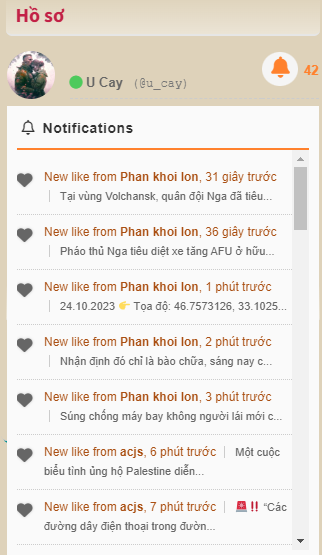 Hồ sơ
U Cay (@u_cay)
42
Notifications
New like from Phan khoi lon, 31 giây trước
Tại vùng Volchansk, quân đội Nga đã tiêu...
New like from Phan khoi lon, 36 giây trước
Pháo thủ Nga tiêu diệt xe tăng AFU ở hữu...
New like from Phan khoi lon, 1 phút trước
24.10.2023 👉 Tọa độ: 46.7573126, 33.1025...
New like from Phan khoi lon, 2 phút trước
Nhận định đó chỉ là bào chữa, sáng nay c...
New like from Phan khoi lon, 3 phút trước
Súng chống máy bay không người lái mới c...
New like from acjs, 6 phút trước Một cuộc
biểu tình ủng hộ Palestine diễn...
New like from acjs, 7 phút trước 🚨‼️ “Các
đường dây điện thoại trong đườn...